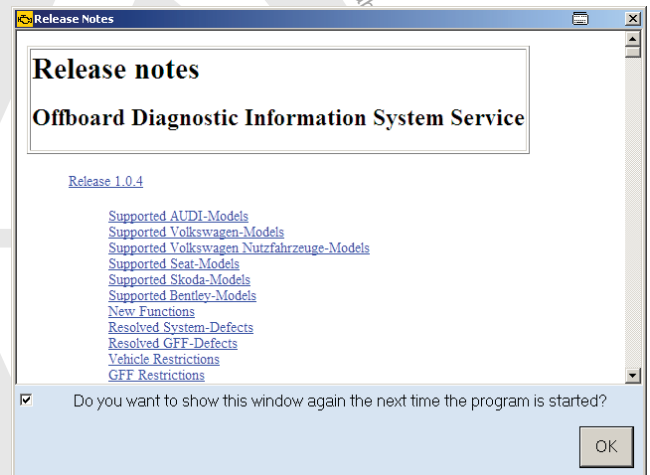 Release Notes
Release notes
Offboard Diagnostic Information System Service
Release 1.0.4
Supported AUDI-Models
Supported Volkswagen-Models
Supported Volkswagen Nutzfahrzeuge-Models
Supported Seat-Models
Supported Skoda-Models
Supported Bentley-Models
New Functions
Resolved System-Defects
Resolved GFF-Defects
Vehicle Restrictions
GFF Restrictions
Do you want to show this window again the next time the program is started?
OK